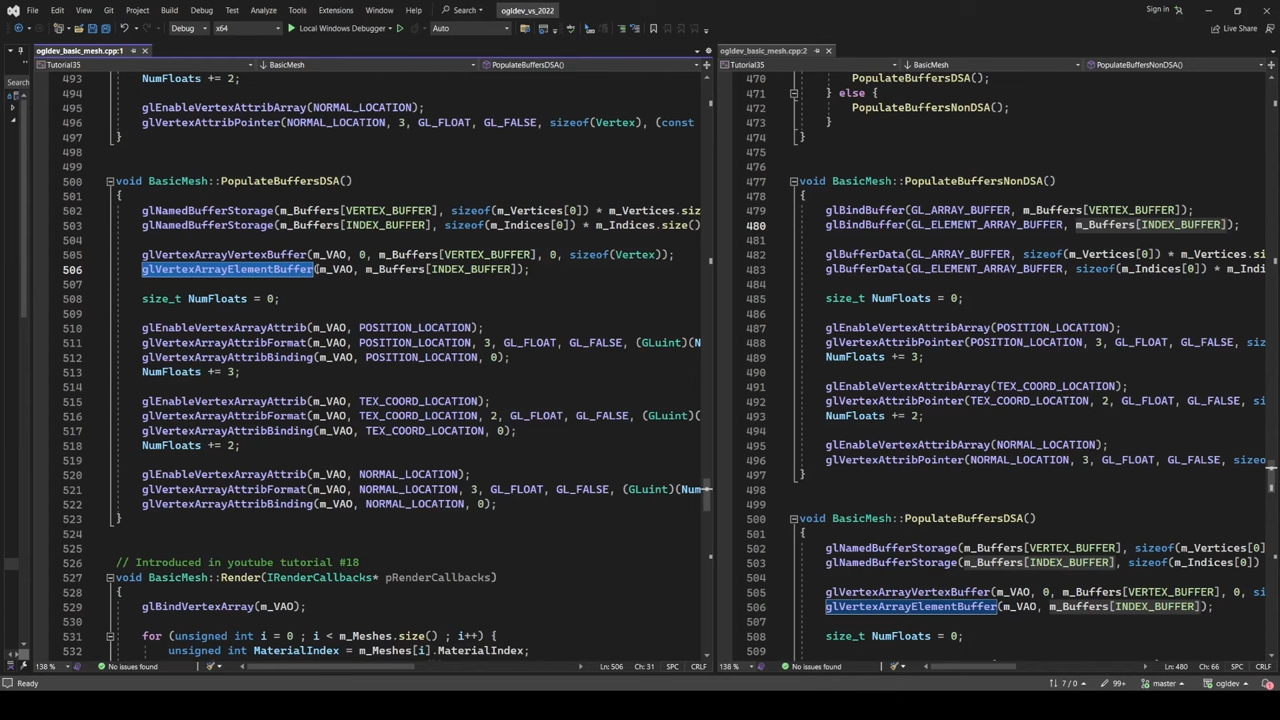 File Edit View Git Project Build Debug Test Analyze Tools Extensions Window Help Search ogldev_vs_2022 Sign in
Debug x64 Local Windows Debugger Auto Live Share
ogldev_basic_mesh.cpp:1
Tutorial35 BasicMesh PopulateBuffersDSA()
Search
493 NumFloats += 2;
494
495 glEnableVertexAttribArray(NORMAL_LOCATION);
496 glVertexAttribPointer(NORMAL_LOCATION, 3, GL_FLOAT, GL_FALSE, sizeof(Vertex), (const
497 }
498
499
500 void BasicMesh::PopulateBuffersDSA()
501 {
502 glNamedBufferStorage(m_Buffers[VERTEX_BUFFER], sizeof(m_Vertices[0]) * m_Vertices.size
503 glNamedBufferStorage(m_Buffers[INDEX_BUFFER], sizeof(m_Indices[0]) * m_Indices.size()
504
505 glVertexArrayVertexBuffer(m_VAO, 0, m_Buffers[VERTEX_BUFFER], 0, sizeof(Vertex));
506 glVertexArrayElementBuffer(m_VAO, m_Buffers[INDEX_BUFFER]);
507
508 size_t NumFloats = 0;
509
510 glEnableVertexArrayAttrib(m_VAO, POSITION_LOCATION);
511 glVertexArrayAttribFormat(m_VAO, POSITION_LOCATION, 3, GL_FLOAT, GL_FALSE, (GLuint)(N
512 glVertexArrayAttribBinding(m_VAO, POSITION_LOCATION, 0);
513 NumFloats += 3;
514
515 glEnableVertexArrayAttrib(m_VAO, TEX_COORD_LOCATION);
516 glVertexArrayAttribFormat(m_VAO, TEX_COORD_LOCATION, 2, GL_FLOAT, GL_FALSE, (GLuint)(
517 glVertexArrayAttribBinding(m_VAO, TEX_COORD_LOCATION, 0);
518 NumFloats += 2;
519
520 glEnableVertexArrayAttrib(m_VAO, NORMAL_LOCATION);
521 glVertexArrayAttribFormat(m_VAO, NORMAL_LOCATION, 3, GL_FLOAT, GL_FALSE, (GLuint)(Num
522 glVertexArrayAttribBinding(m_VAO, NORMAL_LOCATION, 0);
523 }
524
525
526 // Introduced in youtube tutorial #18
527 void BasicMesh::Render(IRenderCallbacks* pRenderCallbacks)
528 {
529 glBindVertexArray(m_VAO);
530
531 for (unsigned int i = 0 ; i < m_Meshes.size() ; i++) {
532 unsigned int MaterialIndex = m_Meshes[i].MaterialIndex;
138 % No issues found Ln: 506 Ch: 31 SPC CRLF
ogldev_basic_mesh.cpp:2
Tutorial35 BasicMesh PopulateBuffersNonDSA()
470 PopulateBuffersDSA();
471 } else {
472 PopulateBuffersNonDSA();
473 }
474 }
475
476
477 void BasicMesh::PopulateBuffersNonDSA()
478 {
479 glBindBuffer(GL_ARRAY_BUFFER, m_Buffers[VERTEX_BUFFER]);
480 glBindBuffer(GL_ELEMENT_ARRAY_BUFFER, m_Buffers[INDEX_BUFFER]);
481
482 glBufferData(GL_ARRAY_BUFFER, sizeof(m_Vertices[0]) * m_Vertices.s
483 glBufferData(GL_ELEMENT_ARRAY_BUFFER, sizeof(m_Indices[0]) * m_Ind
484
485 size_t NumFloats = 0;
486
487 glEnableVertexAttribArray(POSITION_LOCATION);
488 glVertexAttribPointer(POSITION_LOCATION, 3, GL_FLOAT, GL_FALSE, si
489 NumFloats += 3;
490
491 glEnableVertexAttribArray(TEX_COORD_LOCATION);
492 glVertexAttribPointer(TEX_COORD_LOCATION, 2, GL_FLOAT, GL_FALSE, s
493 NumFloats += 2;
494
495 glEnableVertexAttribArray(NORMAL_LOCATION);
496 glVertexAttribPointer(NORMAL_LOCATION, 3, GL_FLOAT, GL_FALSE, sizeo
497 }
498
499
500 void BasicMesh::PopulateBuffersDSA()
501 {
502 glNamedBufferStorage(m_Buffers[VERTEX_BUFFER], sizeof(m_Vertices[0]
503 glNamedBufferStorage(m_Buffers[INDEX_BUFFER], sizeof(m_Indices[0])
504
505 glVertexArrayVertexBuffer(m_VAO, 0, m_Buffers[VERTEX_BUFFER], 0, si
506 glVertexArrayElementBuffer(m_VAO, m_Buffers[INDEX_BUFFER]);
507
508 size_t NumFloats = 0;
509
138 % No issues found Ln: 480 Ch: 66 SPC CRLF
Ready 7 / 0 99+ master ogldev